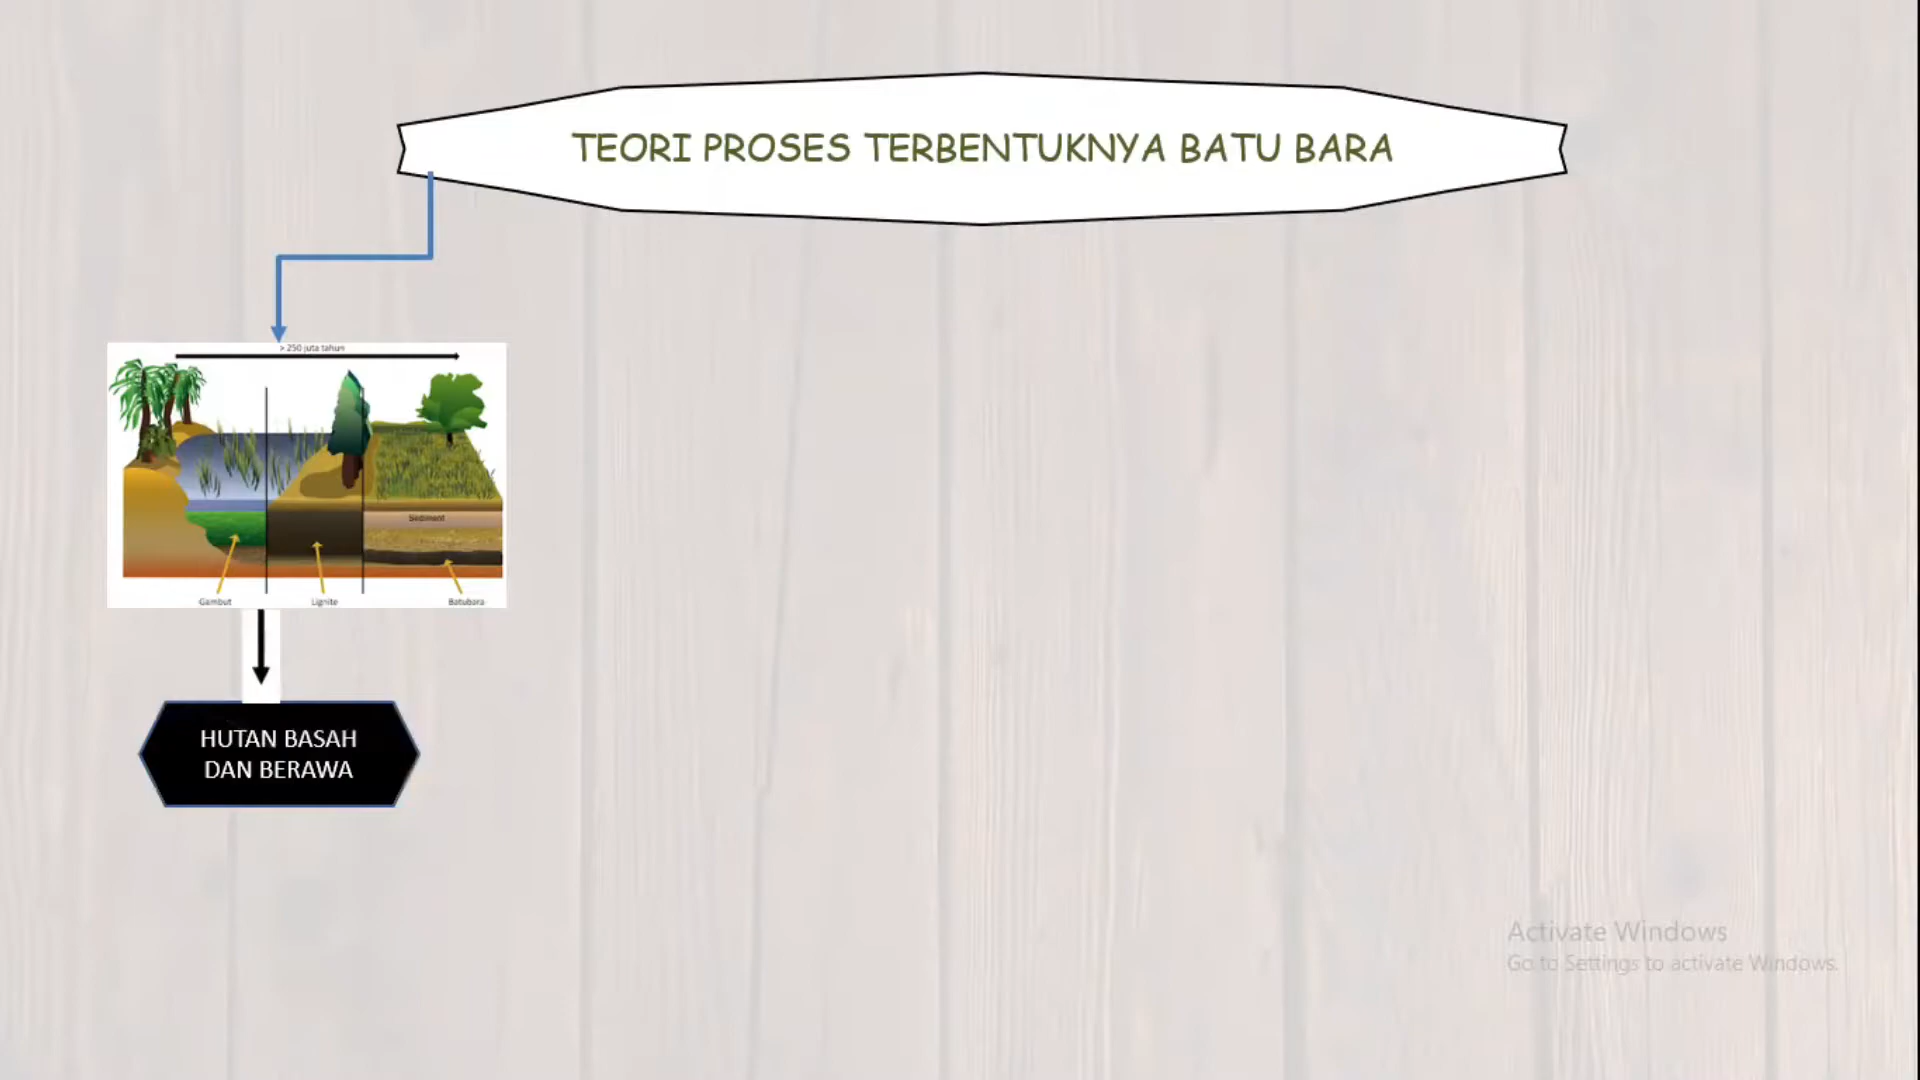 TEORI PROSES TERBENTUKNYA BATU BARA
> 250 juta tahun
Sediment
Gambut
Lignite
Batubara
HUTAN BASAH
DAN BERAWA
Activate Windows
Go to Settings to activate Windows.